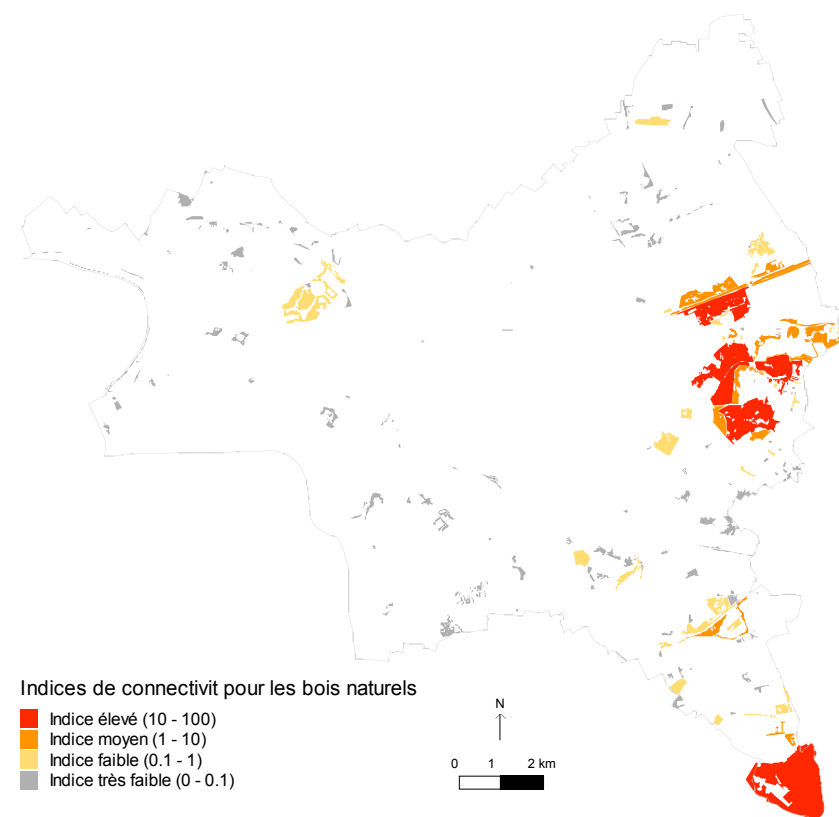 Indices de connectivit pour les bois naturels
Indice élevé (10 - 100)
Indice moyen (1 - 10)
Indice faible (0.1 - 1)
Indice très faible (0 - 0.1)
N
0 1 2 km